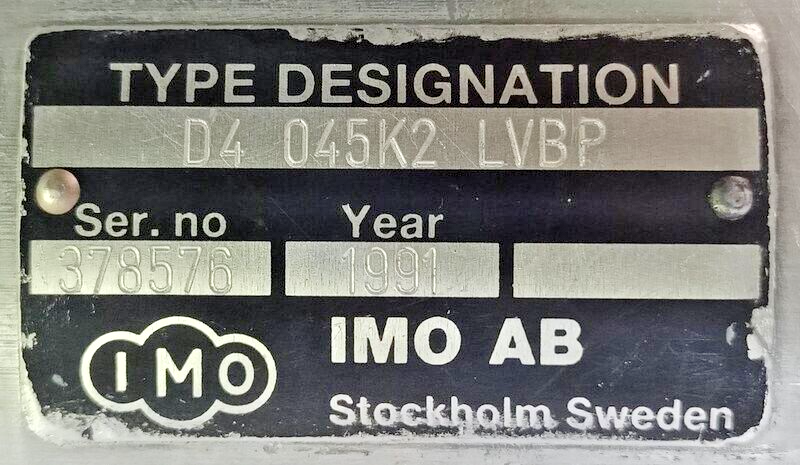 TYPE DESIGNATION
D4 045K2 LVBP
Ser. no Year
378576 1991
IMO IMO AB
Stockholm Sweden